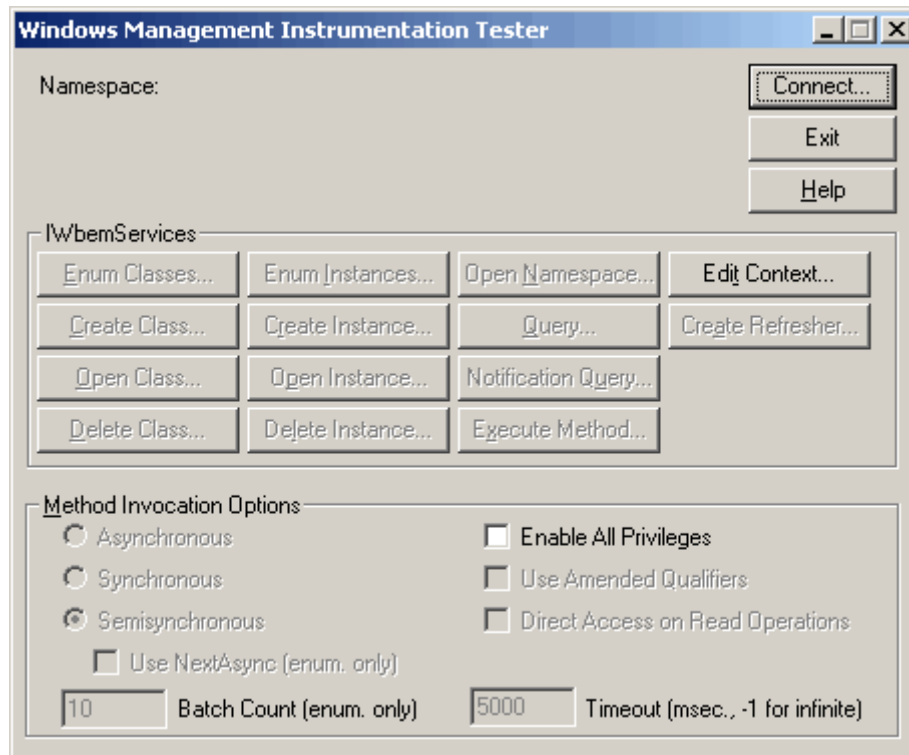 Windows Management Instrumentation Tester
Namespace:
Connect...
Exit
Help
IWbemServices
Enum Classes... Enum Instances... Open Namespace... Edit Context...
Create Class... Create Instance... Query... Create Refresher...
Open Class... Open Instance... Notification Query...
Delete Class... Delete Instance... Execute Method...
Method Invocation Options
Asynchronous Enable All Privileges
Synchronous Use Amended Qualifiers
Semisynchronous Direct Access on Read Operations
Use NextAsync (enum. only)
10 Batch Count (enum. only) 5000 Timeout (msec., -1 for infinite)